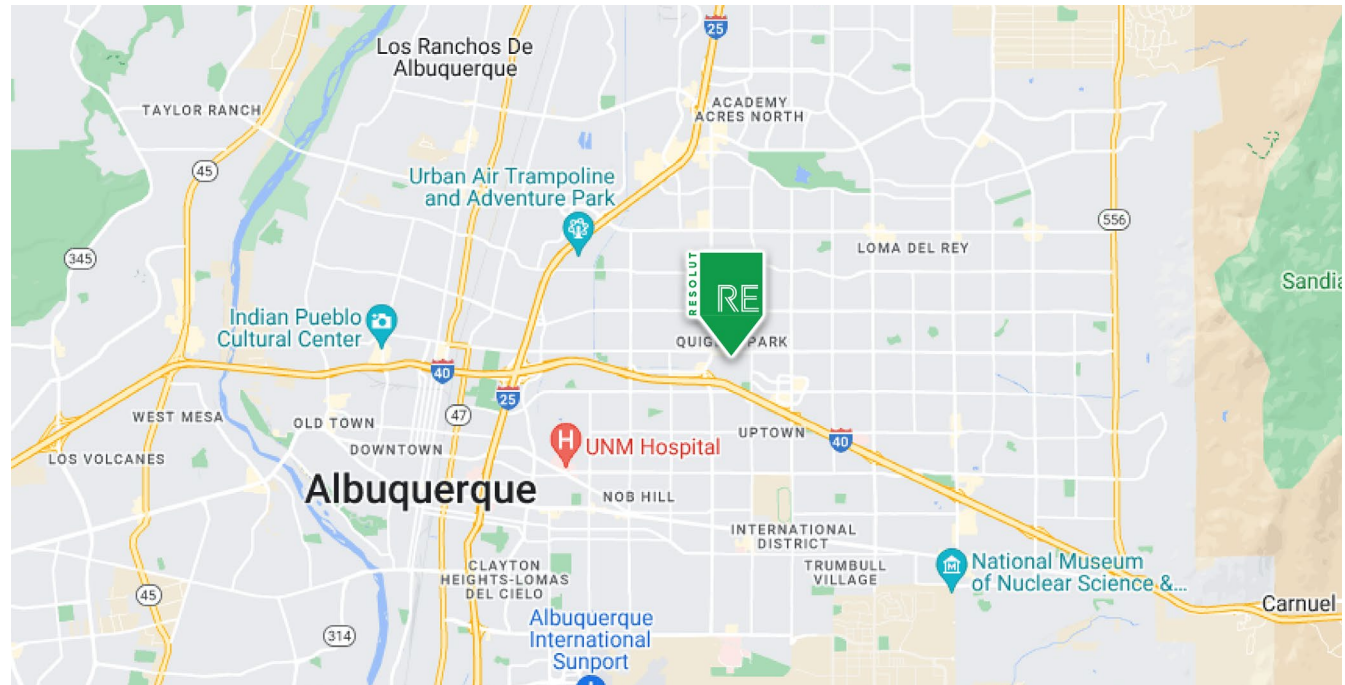 25
Los Ranchos De
Albuquerque
TAYLOR RANCH
ACADEMY
ACRES NORTH
45
Urban Air Trampoline
and Adventure Park
556
345
LOMA DEL REY
RESOLUT
RE
Sandia
Indian Pueblo
Cultural Center
PARK
40
25
47
WEST MESA
OLD TOWN
DOWNTOWN
LOS VOLCANES
H
UNM Hospital
UPTOWN
40
Albuquerque
NOB HILL
INTERNATIONAL
DISTRICT
CLAYTON
HEIGHTS-LOMAS
DEL CIELO
TRUMBULL
VILLAGE
National Museum
of Nuclear Science &...
45
314
Albuquerque
International
Sunport
Carnuel